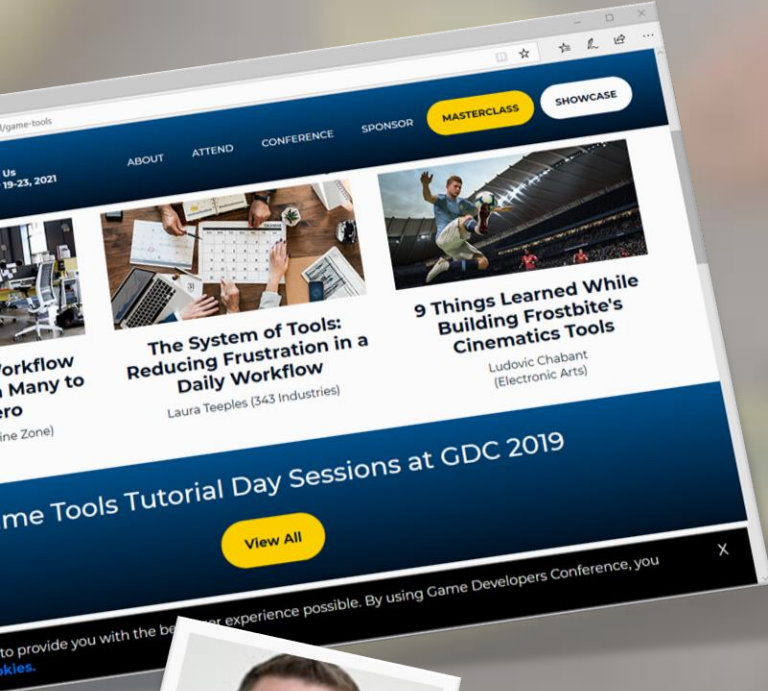 /game-tools
Us
19-23, 2021
ABOUT
ATTEND
CONFERENCE
SPONSOR
MASTERCLASS
SHOWCASE
orkflow
Many to
ero
ine Zone)
The System of Tools:
Reducing Frustration in a
Daily Workflow
Laura Teeples (343 Industries)
9 Things Learned While
Building Frostbite's
Cinematics Tools
Ludovic Chabant
(Electronic Arts)
me Tools Tutorial Day Sessions at GDC 2019
View All
to provide you with the be er experience possible. By using Game Developers Conference, you
okies.
X